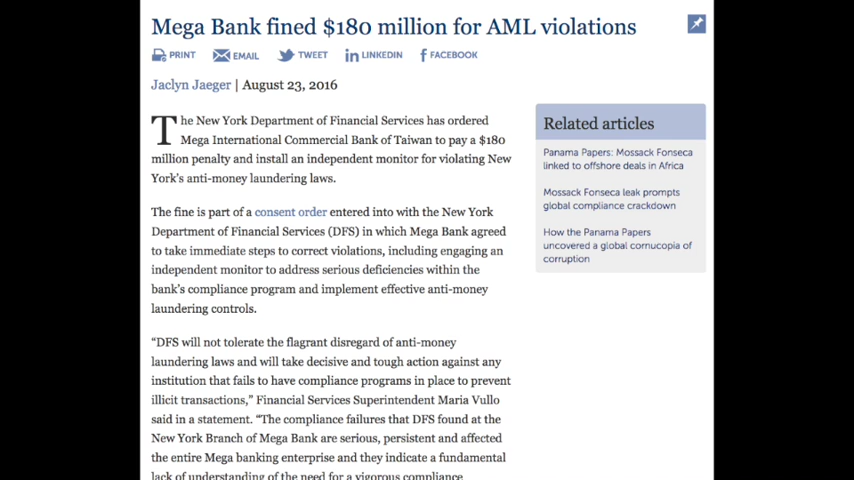 Mega Bank fined $180 million for AML violations
PRINT EMAIL TWEET LINKEDIN FACEBOOK
Jaclyn Jaeger | August 23, 2016
The New York Department of Financial Services has ordered
Mega International Commercial Bank of Taiwan to pay a $180
million penalty and install an independent monitor for violating New
York's anti-money laundering laws.
The fine is part of a consent order entered into with the New York
Department of Financial Services (DFS) in which Mega Bank agreed
to take immediate steps to correct violations, including engaging an
independent monitor to address serious deficiencies within the
bank's compliance program and implement effective anti-money
laundering controls.
“DFS will not tolerate the flagrant disregard of anti-money
laundering laws and will take decisive and tough action against any
institution that fails to have compliance programs in place to prevent
illicit transactions,” Financial Services Superintendent Maria Vullo
said in a statement. “The compliance failures that DFS found at the
New York Branch of Mega Bank are serious, persistent and affected
the entire Mega banking enterprise and they indicate a fundamental
lack of understanding of the need for a vigorous compliance
Related articles
Panama Papers: Mossack Fonseca
linked to offshore deals in Africa
Mossack Fonseca leak prompts
global compliance crackdown
How the Panama Papers
uncovered a global cornucopia of
corruption